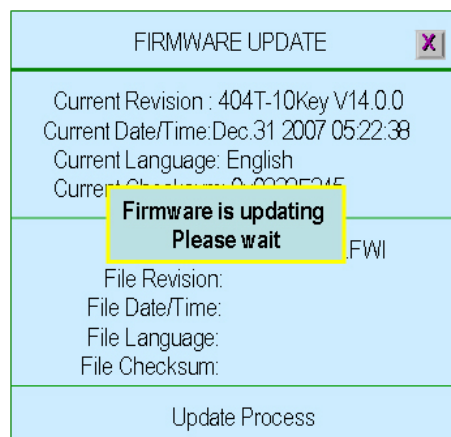 FIRMWARE UPDATE
X
Current Revision : 404T-10Key V14.0.0
Current Date/Time:Dec.31 2007 05:22:38
Current Language: English
Current
Firmware is updating
Please wait
.FWI
File Revision:
File Date/Time:
File Language:
File Checksum:
Update Process